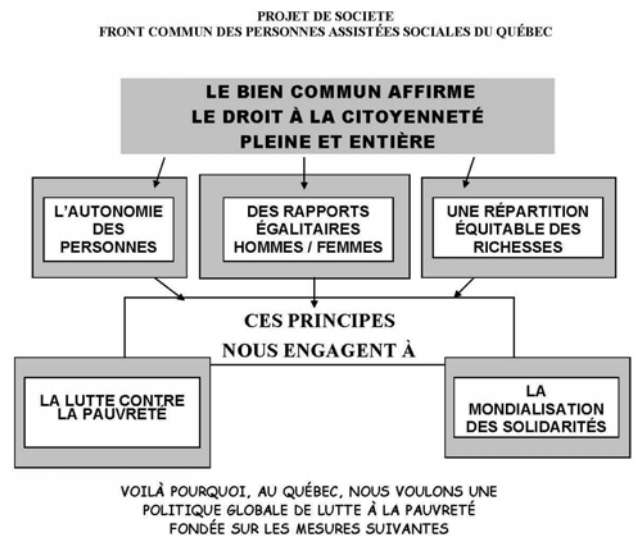 PROJET DE SOCIETE
FRONT COMMUN DES PERSONNES ASSISTÉES SOCIALES DU QUÉBEC
LE BIEN COMMUN AFFIRME
LE DROIT À LA CITOYENNETÉ
PLEINE ET ENTIÈRE
L'AUTONOMIE
DES
PERSONNES
DES RAPPORTS
ÉGALITAIRES
HOMMES / FEMMES
UNE RÉPARTITION
ÉQUITABLE DES
RICHESSES
CES PRINCIPES
NOUS ENGAGENT À
LA LUTTE CONTRE
LA PAUVRETÉ
LA
MONDIALISATION
DES SOLIDARITÉS
VOILÀ POURQUOI, AU QUÉBEC, NOUS VOULONS UNE
POLITIQUE GLOBALE DE LUTTE À LA PAUVRETÉ
FONDÉE SUR LES MESURES SUIVANTES